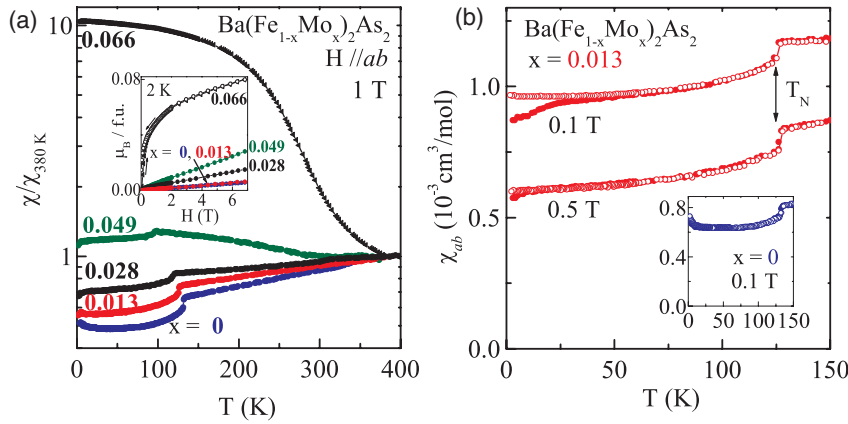 (a)
Ba(Fe1-xMox)2As2
H //ab
1 T
0.066
0.08
2 K
0.066
0.049
x = 0, 0.013
0.028
0.00
0 2 4 6
H (T)
μB / f.u.
10
χ/χ380 K
0.049
1
0.028
0.013
x = 0
0 100 200 300 400
T (K)
(b)
Ba(Fe1-xMox)2As2
x = 0.013
1.0
0.1 T
TN
0.5 T
0.5
0.8
x = 0
0.1 T
0.4
0.0
0 25 50 100 150
0.0
0 50 100 150
T (K)
χab (10-3 cm3/mol)